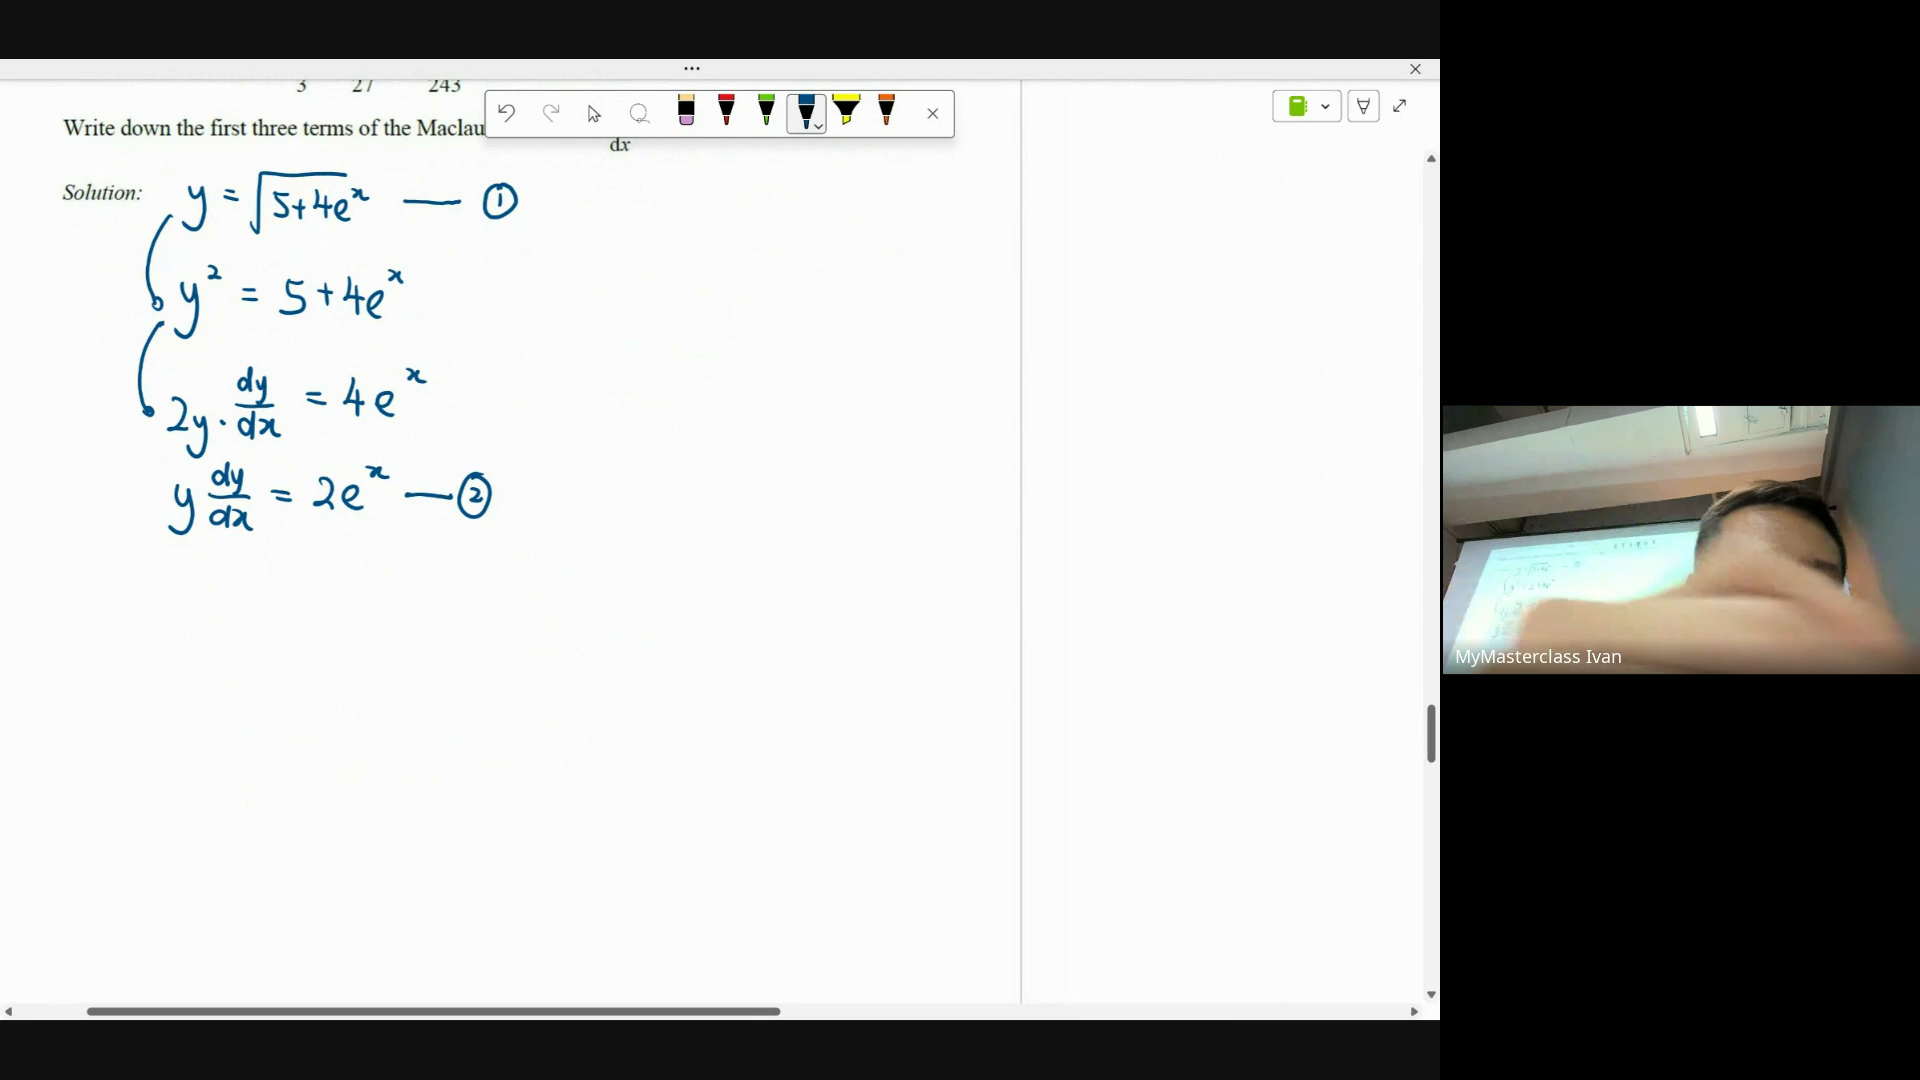 3 27 243
Write down the first three terms of the Maclau
dx
Solution: y = √(5+4e^x) — ①
y² = 5+4e^x
2y · dy/dx = 4e^x
y dy/dx = 2e^x — ②
MyMasterclass Ivan